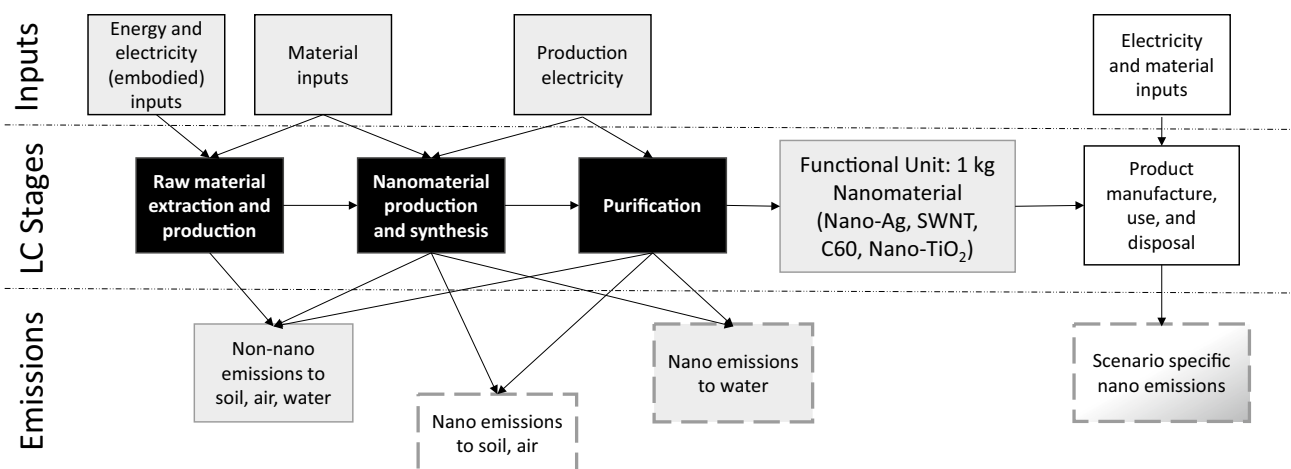 Inputs
Energy and
electricity
(embodied)
inputs
Material
inputs
Production
electricity
Electricity
and material
inputs
LC Stages
Raw material
extraction and
production
Nanomaterial
production
and synthesis
Purification
Functional Unit: 1 kg
Nanomaterial
(Nano-Ag, SWNT,
C60, Nano-TiO₂)
Product
manufacture,
use, and
disposal
Emissions
Non-nano
emissions to
soil, air, water
Nano emissions
to soil, air
Nano emissions
to water
Scenario specific
nano emissions